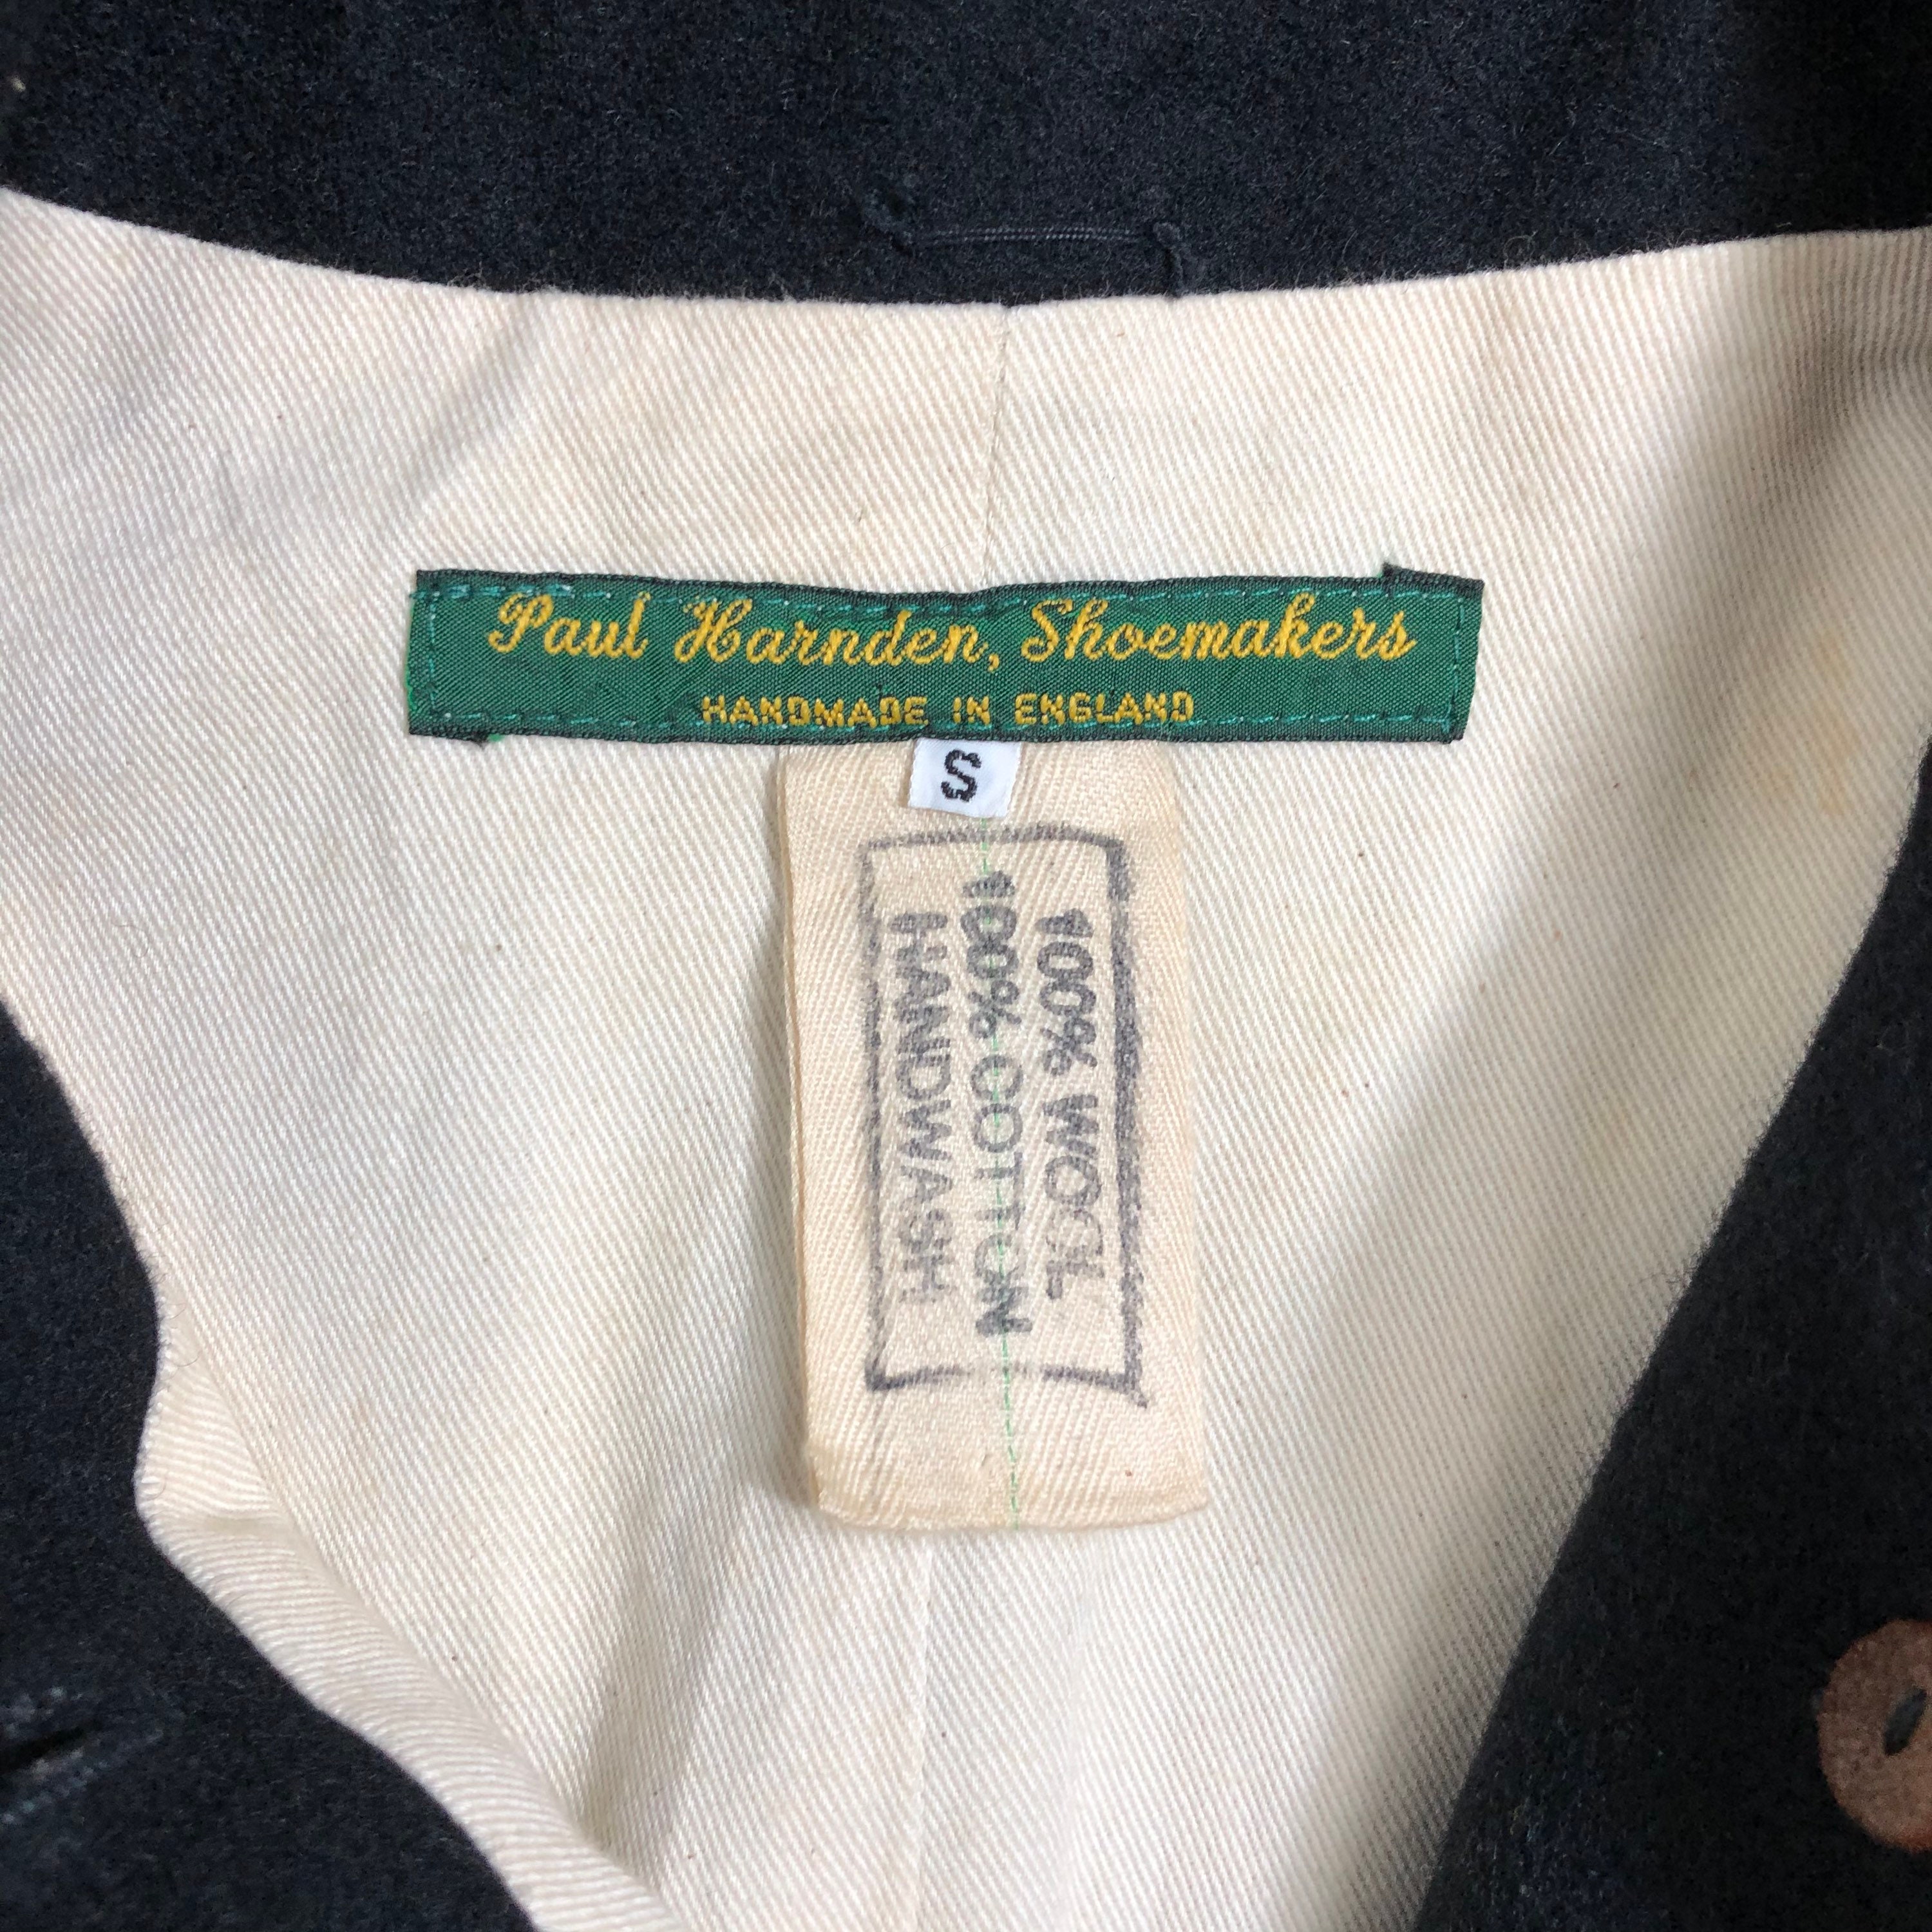 Paul Harnden, Shoemakers
HANDMADE IN ENGLAND
S
100% WOOL
100% COTTON
HANDWASH